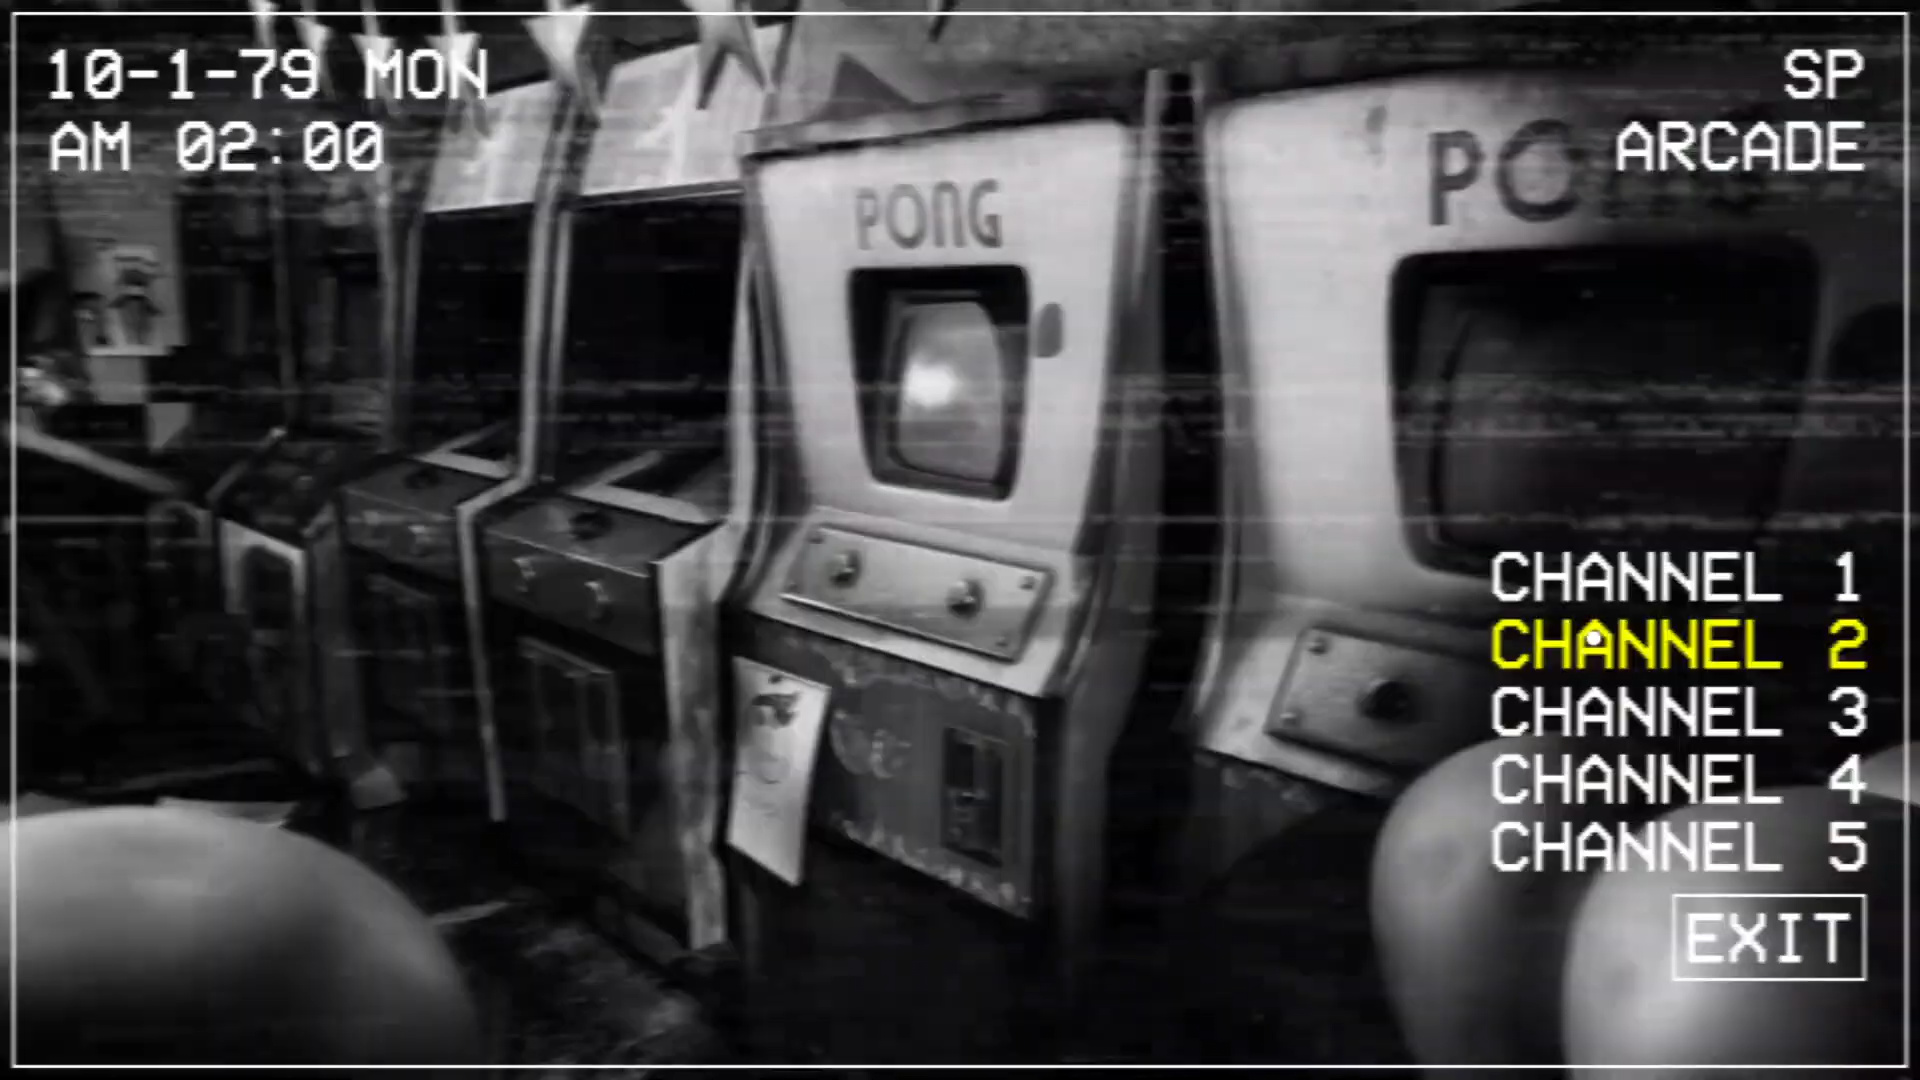 10-1-79 MON
AM 02:00
SP
ARCADE
PONG
PO
CHANNEL 1
CHANNEL 2
CHANNEL 3
CHANNEL 4
CHANNEL 5
EXIT